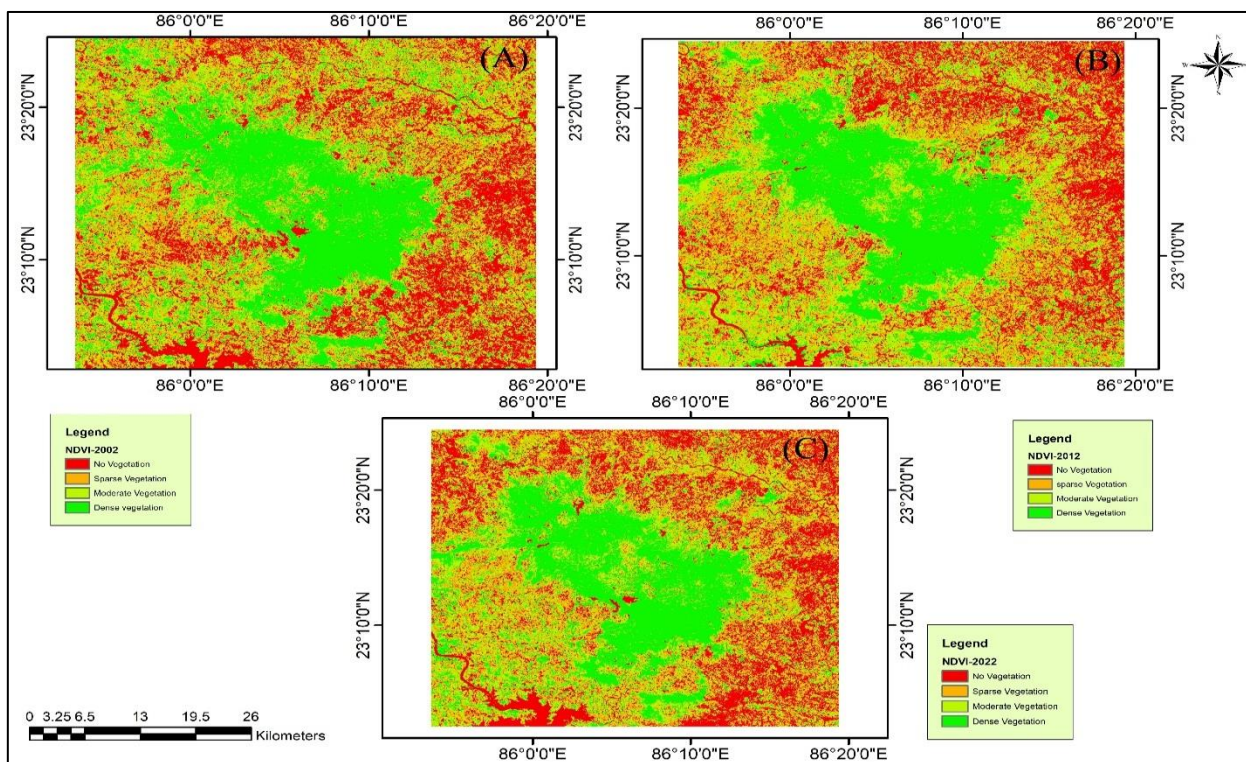 86°0'0"E 86°10'0"E 86°20'0"E
86°0'0"E 86°10'0"E 86°20'0"E
(A)
(B)
N
W
23°20'0"N
23°20'0"N
23°20'0"N
23°10'0"N
23°10'0"N
23°10'0"N
86°0'0"E 86°10'0"E 86°20'0"E
86°0'0"E 86°10'0"E 86°20'0"E
86°0'0"E 86°10'0"E 86°20'0"E
Legend
NDVI-2002
No Vegetation
Sparse Vegetation
Moderate Vegetation
Dense vegetation
Legend
NDVI-2012
No Vegetation
sparse Vegetation
Moderate Vegetation
Dense Vegetation
(C)
23°20'0"N
23°20'0"N
23°10'0"N
23°10'0"N
Legend
NDVI-2022
No Vegetation
Sparse Vegetation
Moderate Vegetation
Dense Vegetation
0 3.25 6.5 13 19.5 26
Kilometers
86°0'0"E 86°10'0"E 86°20'0"E